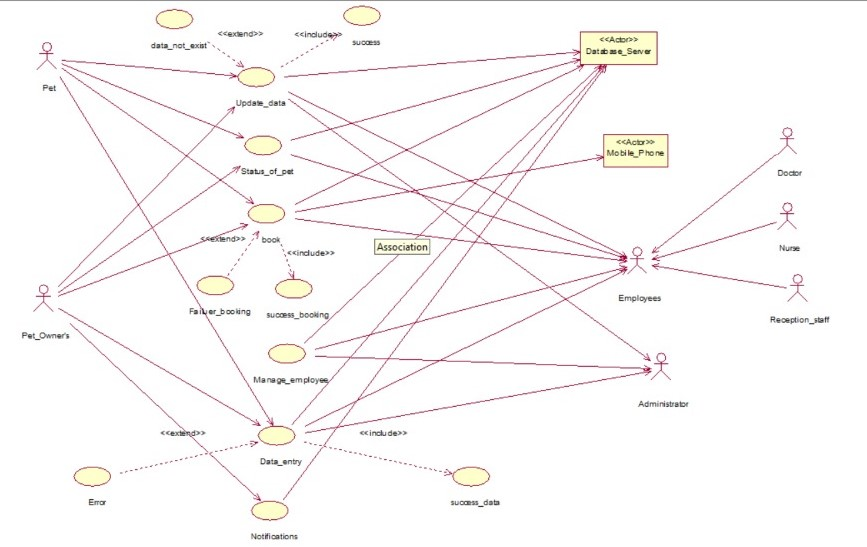 <<extend>>
<<include>>
data_not_exist
success
<<Actor>>
Database_Server
Pet
Update_data
<<Actor>>
Mobile_Phone
Status_of_pet
Doctor
<<extend>>
book
<<include>>
Association
Nurse
Employees
Failuer_booking
success_booking
Reception_staff
Pet_Owner's
Manage_employee
Administrator
<<extend>>
<<include>>
Data_entry
Error
success_data
Notifications